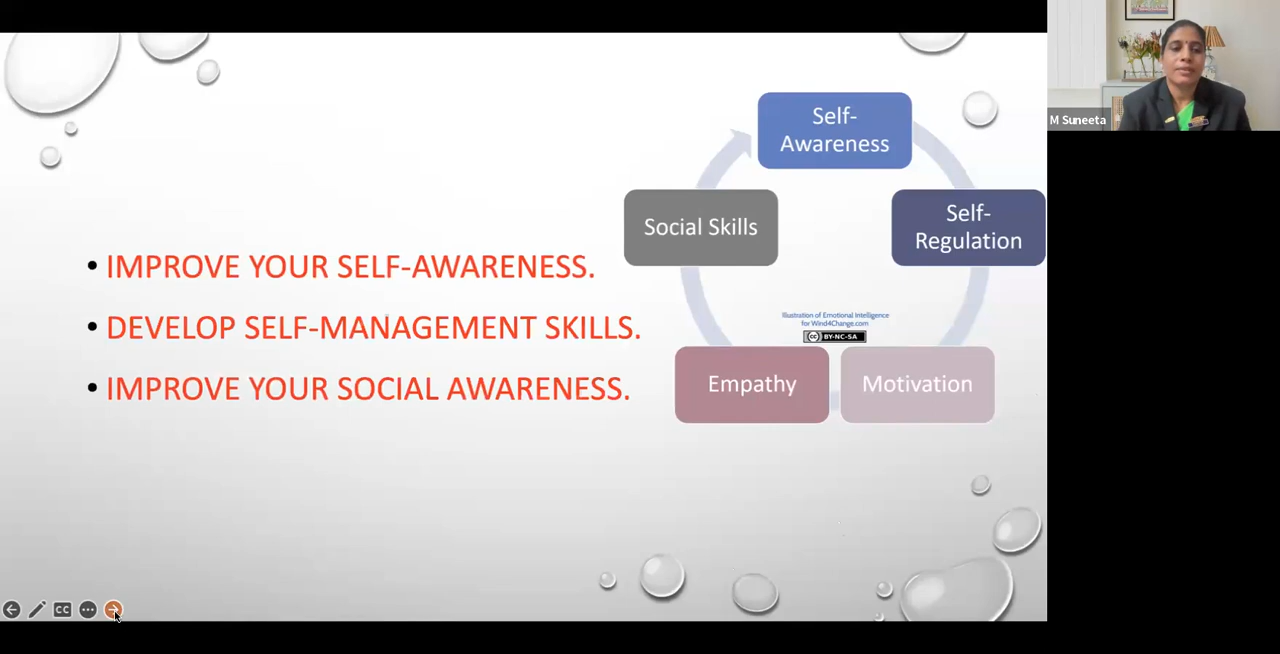 Self-
Awareness
Social Skills
Self-
Regulation
• IMPROVE YOUR SELF-AWARENESS.
• DEVELOP SELF-MANAGEMENT SKILLS.
• IMPROVE YOUR SOCIAL AWARENESS.
Illustration of Emotional Intelligence
for Wind4Change.com
CC BY-NC-SA
Empathy
Motivation
M Suneeta
CC